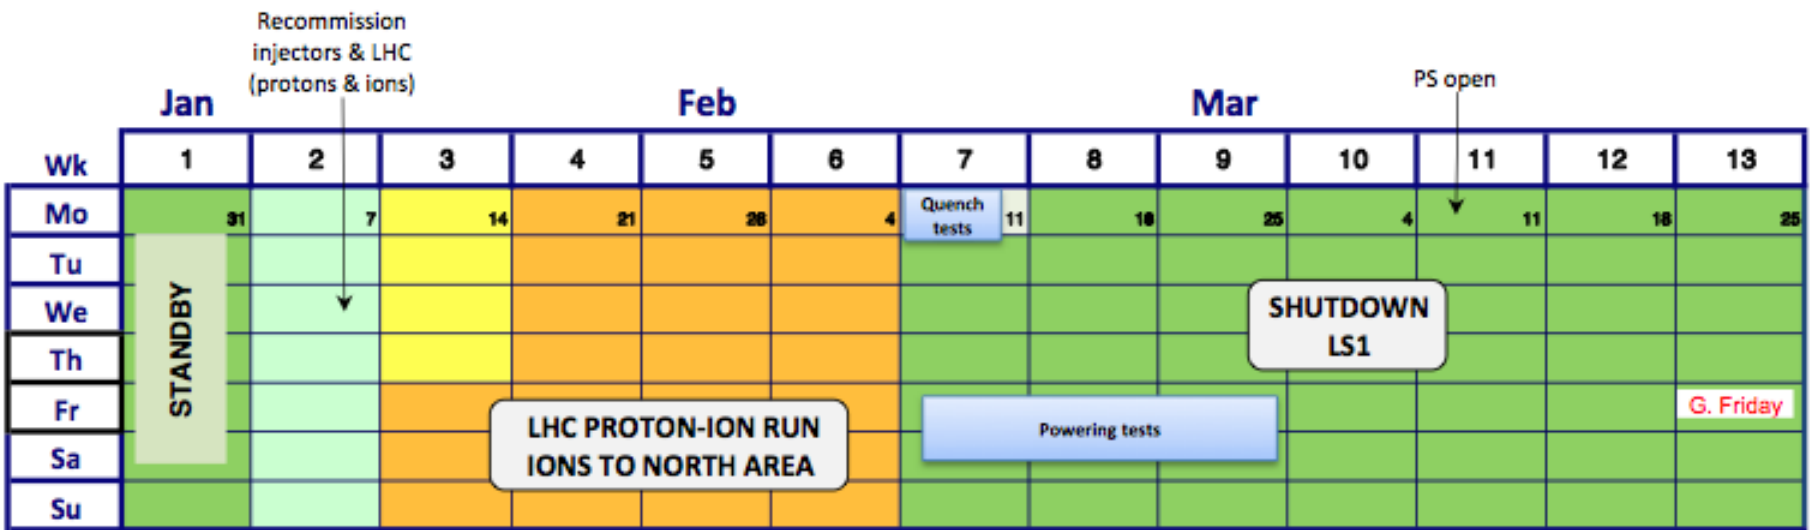 Recommission
injectors & LHC
(protons & ions)
PS open
Jan Feb Mar
Wk 1 2 3 4 5 6 7 8 9 10 11 12 13
Mo 31 7 14 21 28 4 Quench tests 11 18 25 4 11 18 25
Tu
We
Th
Fr
Sa
Su
STANDBY
LHC PROTON-ION RUN
IONS TO NORTH AREA
Powering tests
SHUTDOWN
LS1
G. Friday